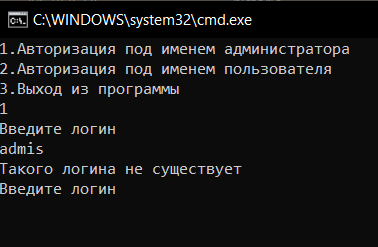 C:\WINDOWS\system32\cmd.exe
1.Авторизация под именем администратора
2.Авторизация под именем пользователя
3.Выход из программы
1
Введите логин
admis
Такого логина не существует
Введите логин